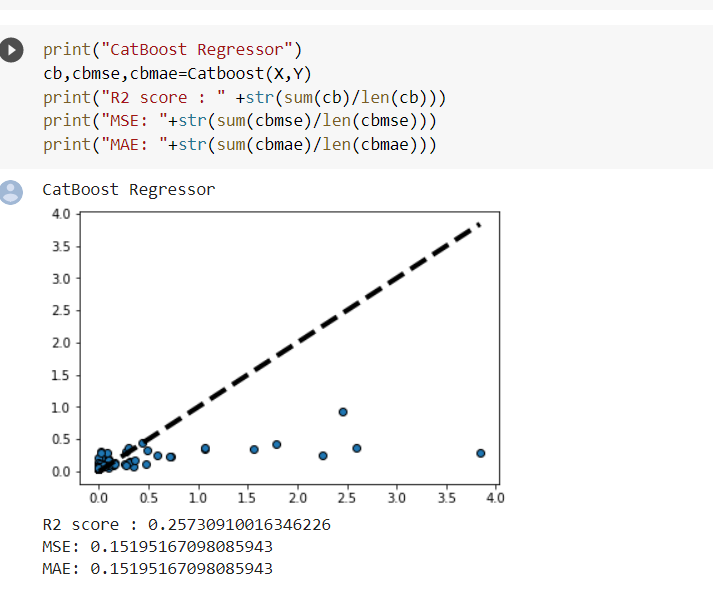 print("CatBoost Regressor")
cb,cbmse,cbmae=Catboost(X,Y)
print("R2 score : " +str(sum(cb)/len(cb)))
print("MSE: "+str(sum(cbmse)/len(cbmse)))
print("MAE: "+str(sum(cbmae)/len(cbmae)))
CatBoost Regressor
4.0
3.5
3.0
2.5
2.0
1.5
1.0
0.5
0.0
0.0 0.5 1.0 1.5 2.0 2.5 3.0 3.5 4.0
R2 score : 0.25730910016346226
MSE: 0.15195167098085943
MAE: 0.15195167098085943